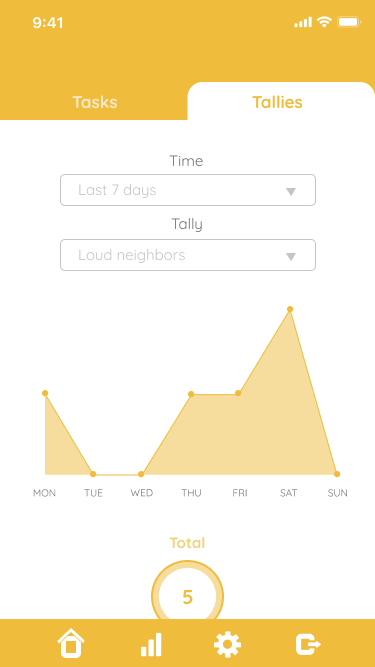 9:41
Tasks Tallies
Time
Last 7 days
Tally
Loud neighbors
MON TUE WED THU FRI SAT SUN
Total
5